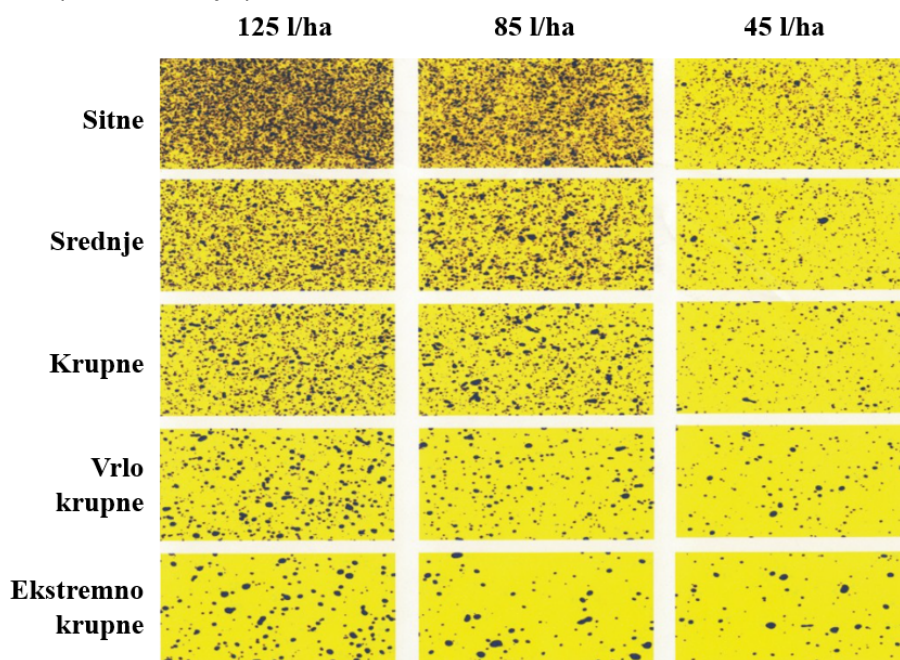 125 l/ha 85 l/ha 45 l/ha
Sitne
Srednje
Krupne
Vrlo
krupne
Ekstremno
krupne